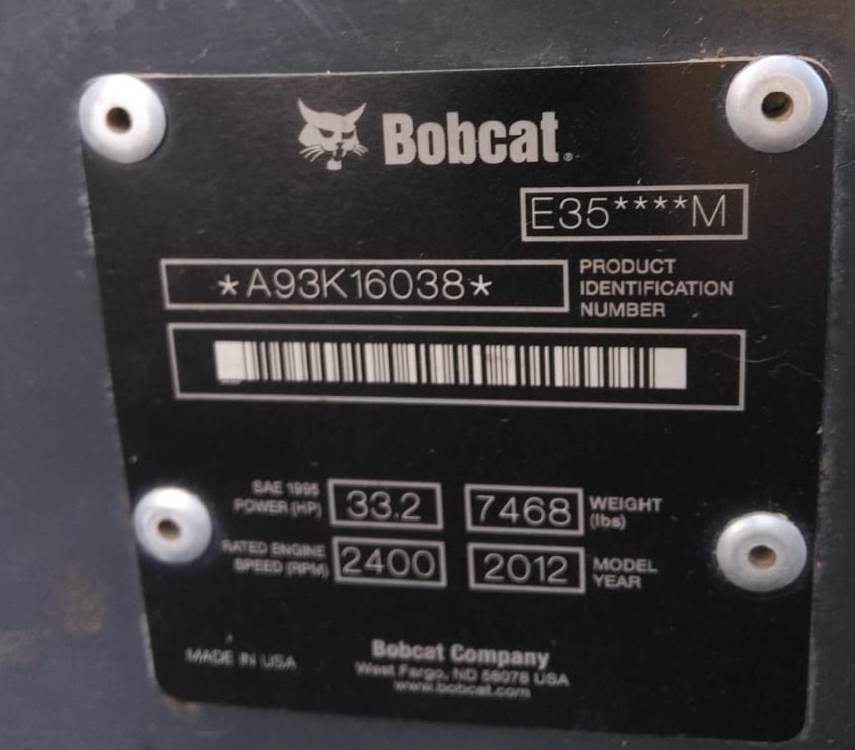 Bobcat®
E35****M
*A93K16038*
PRODUCT
IDENTIFICATION
NUMBER
SAE 1995
POWER (HP)
33.2
7468
WEIGHT
(lbs)
RATED ENGINE
SPEED (RPM)
2400
2012
MODEL
YEAR
MADE IN USA
Bobcat Company
West Fargo, ND 58078 USA
www.bobcat.com